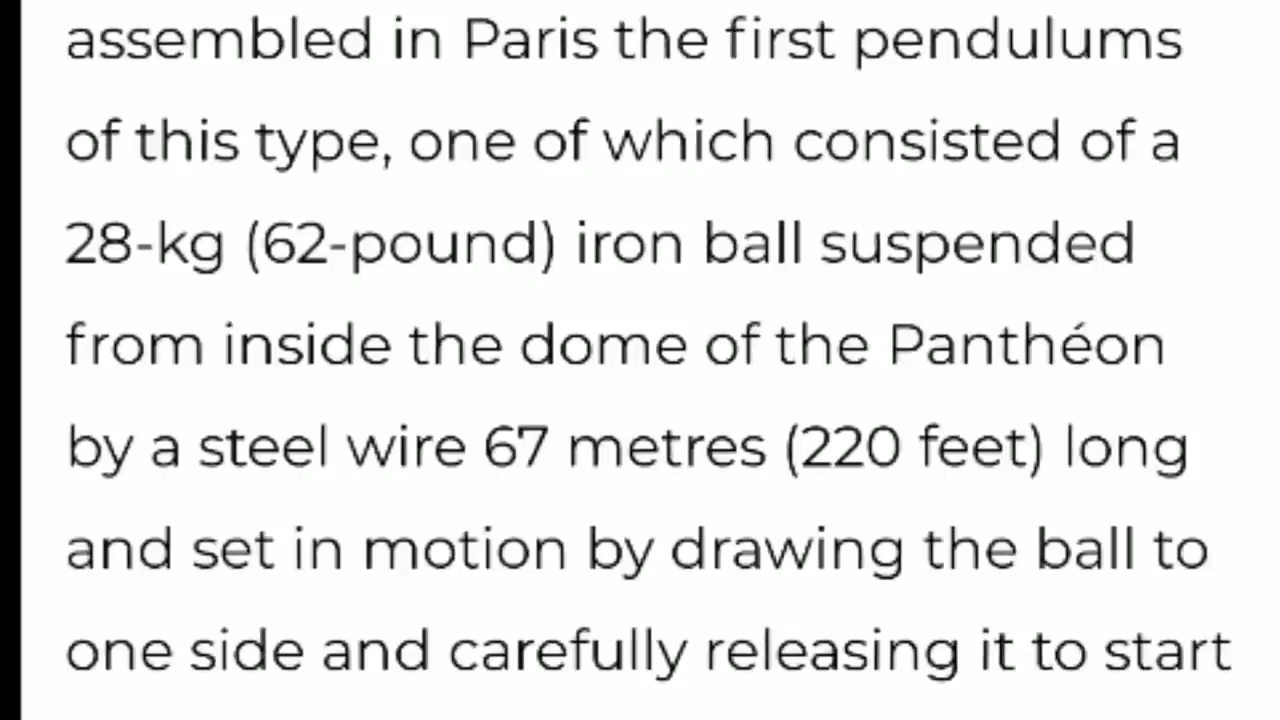 assembled in Paris the first pendulums
of this type, one of which consisted of a
28-kg (62-pound) iron ball suspended
from inside the dome of the Panthéon
by a steel wire 67 metres (220 feet) long
and set in motion by drawing the ball to
one side and carefully releasing it to start